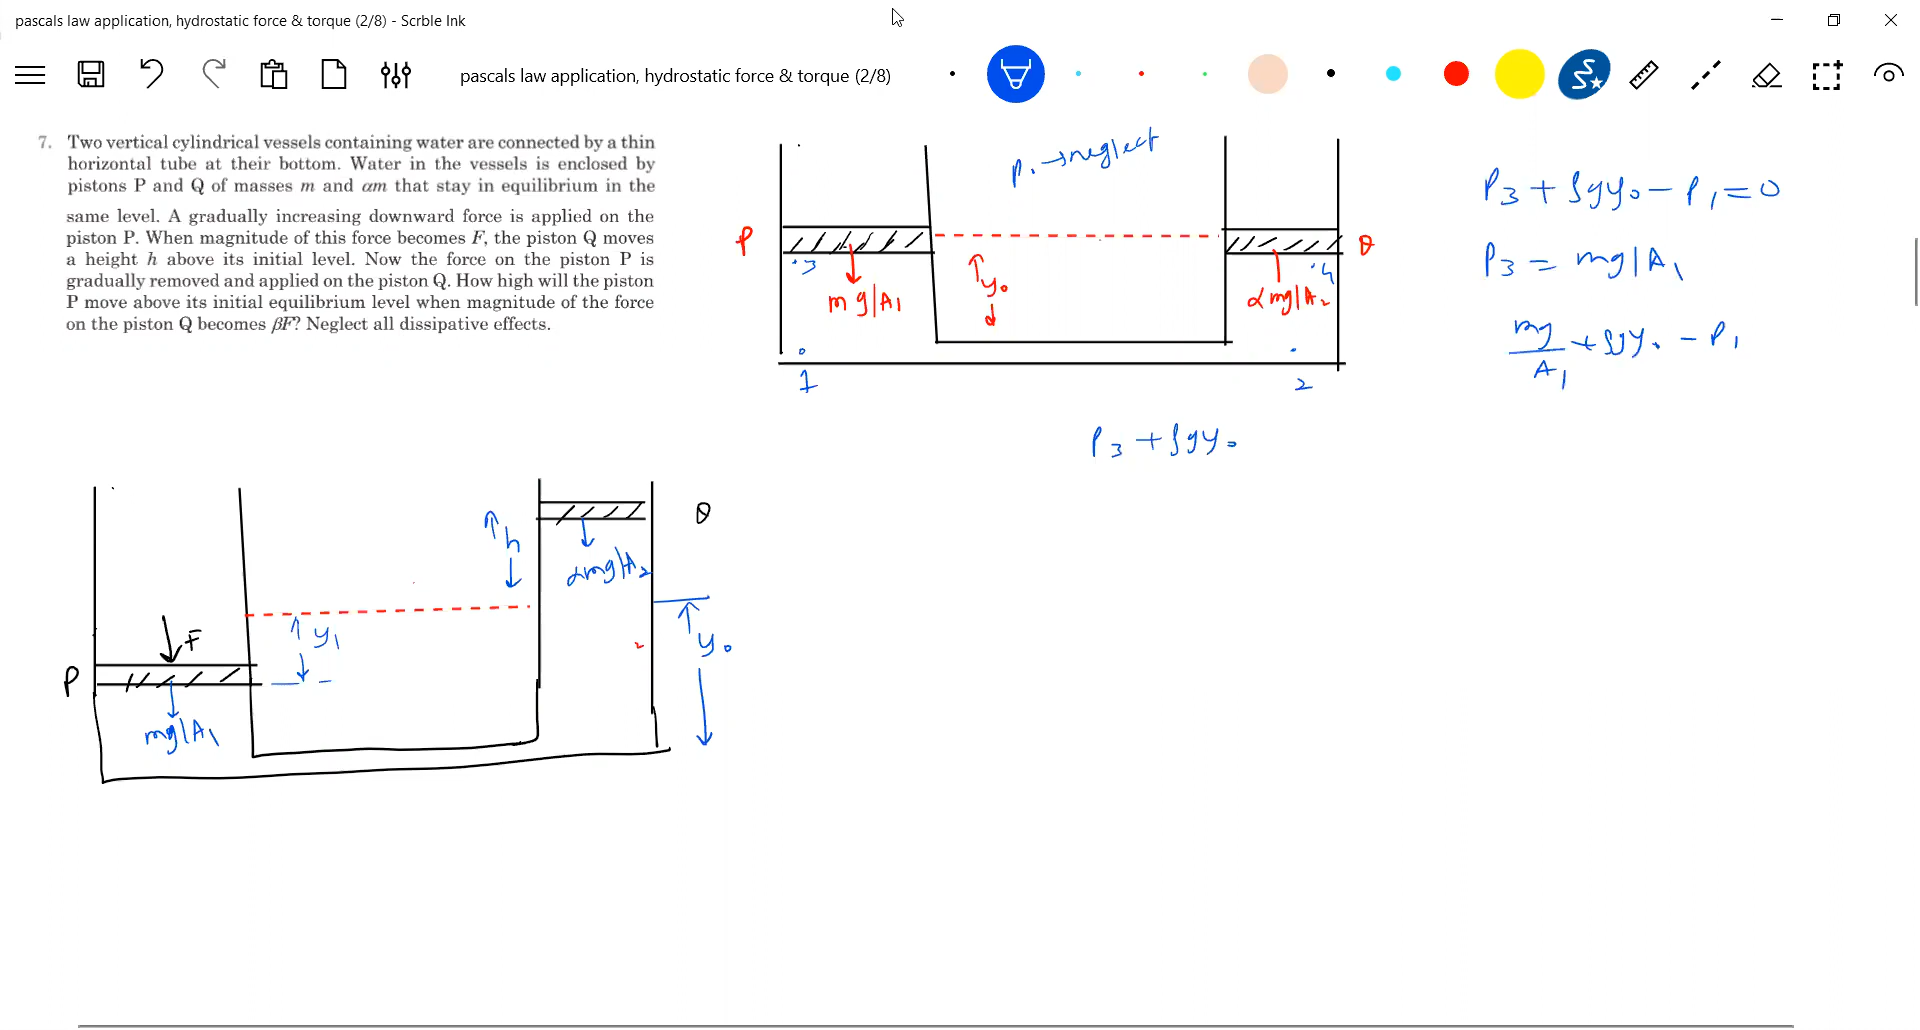 pascals law application, hydrostatic force & torque (2/8) - Scrble Ink
pascals law application, hydrostatic force & torque (2/8)
7. Two vertical cylindrical vessels containing water are connected by a thin
horizontal tube at their bottom. Water in the vessels is enclosed by
pistons P and Q of masses m and αm that stay in equilibrium in the
same level. A gradually increasing downward force is applied on the
piston P. When magnitude of this force becomes F, the piston Q moves
a height h above its initial level. Now the force on the piston P is
gradually removed and applied on the piston Q. How high will the piston
P move above its initial equilibrium level when magnitude of the force
on the piston Q becomes βF? Neglect all dissipative effects.
P. → neglect
P
Q
3
4
mg/A₁
y₀
αmg/A₂
1
2
P₃ + ρgy₀ - P₁ = 0
P₃ = mg/A₁
mg/A₁ + ρgy₀ - P₁
P₃ + ρgy₀
Q
h
αmg/A₂
F
y₁
y₀
P
mg/A₁